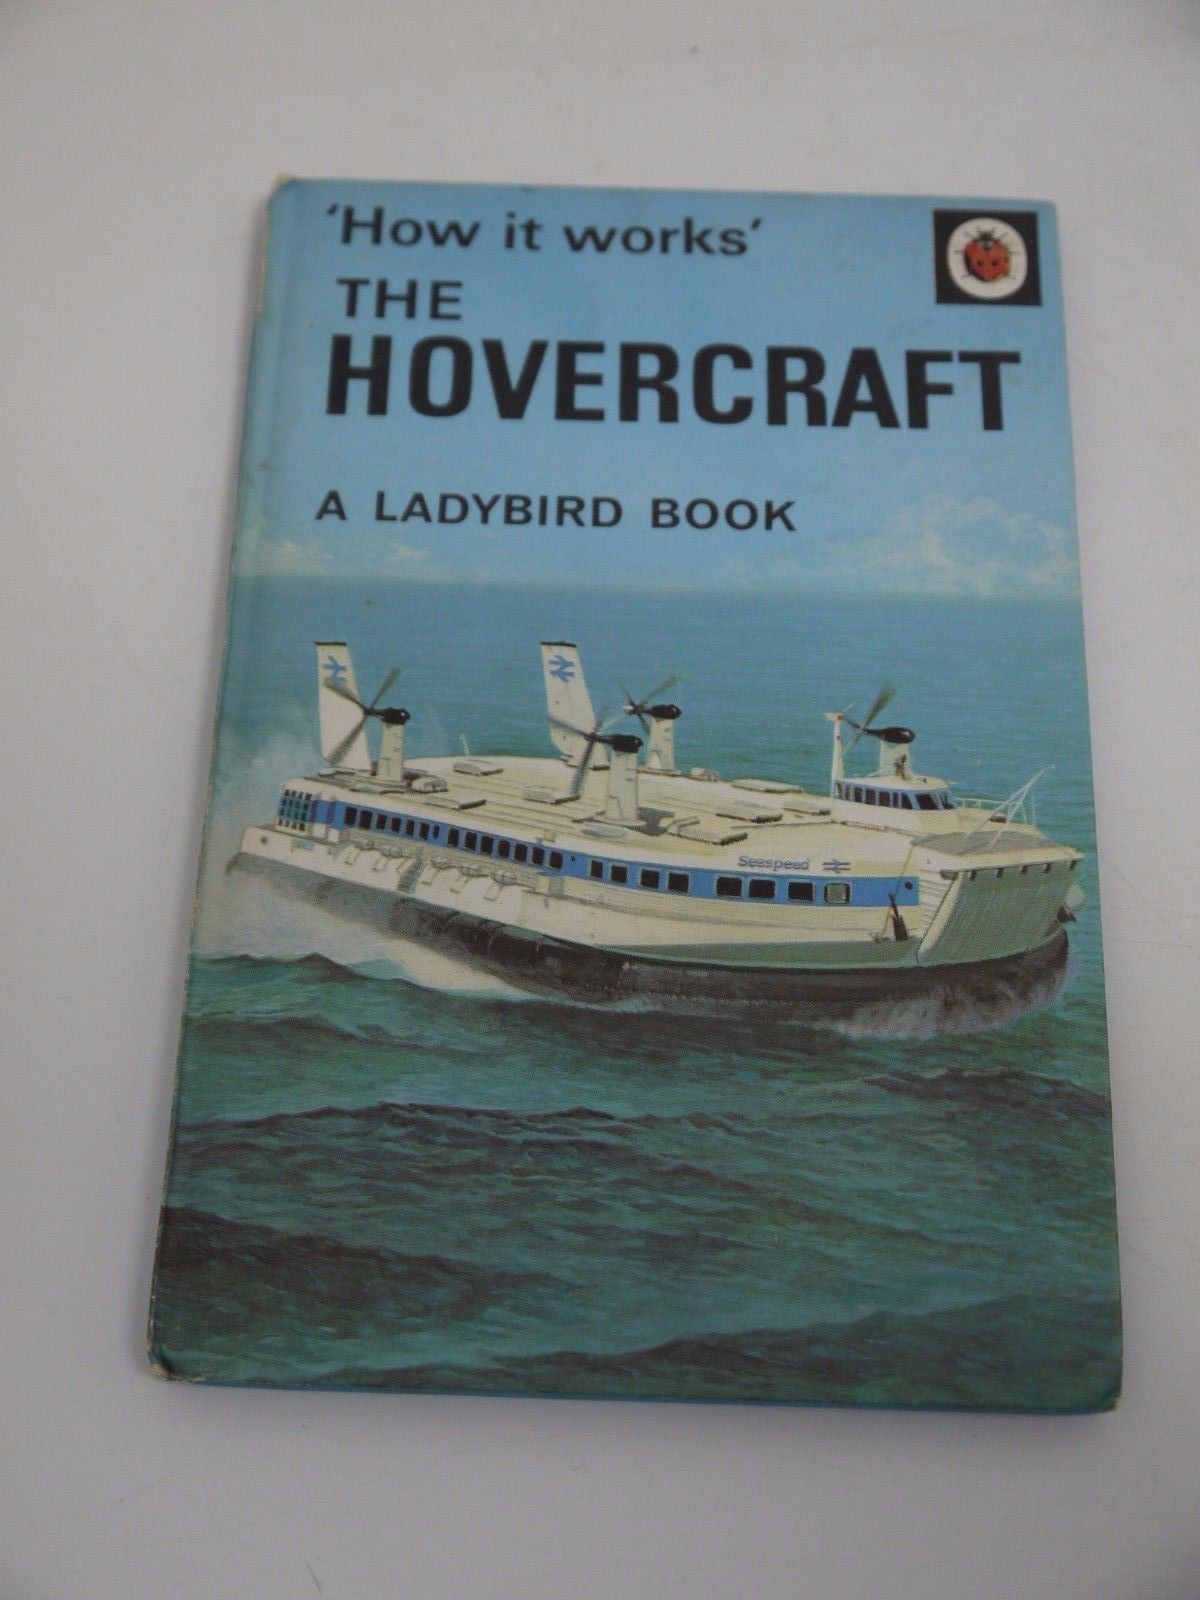 'How it works'
THE
HOVERCRAFT
A LADYBIRD BOOK
Seaspeed